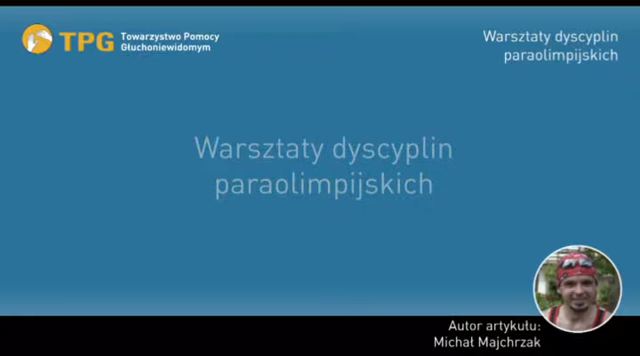 TPG
Towarzystwo Pomocy
Głuchoniewidomym
Warsztaty dyscyplin
paraolimpijskich
Warsztaty dyscyplin
paraolimpijskich
Autor artykułu:
Michał Majchrzak